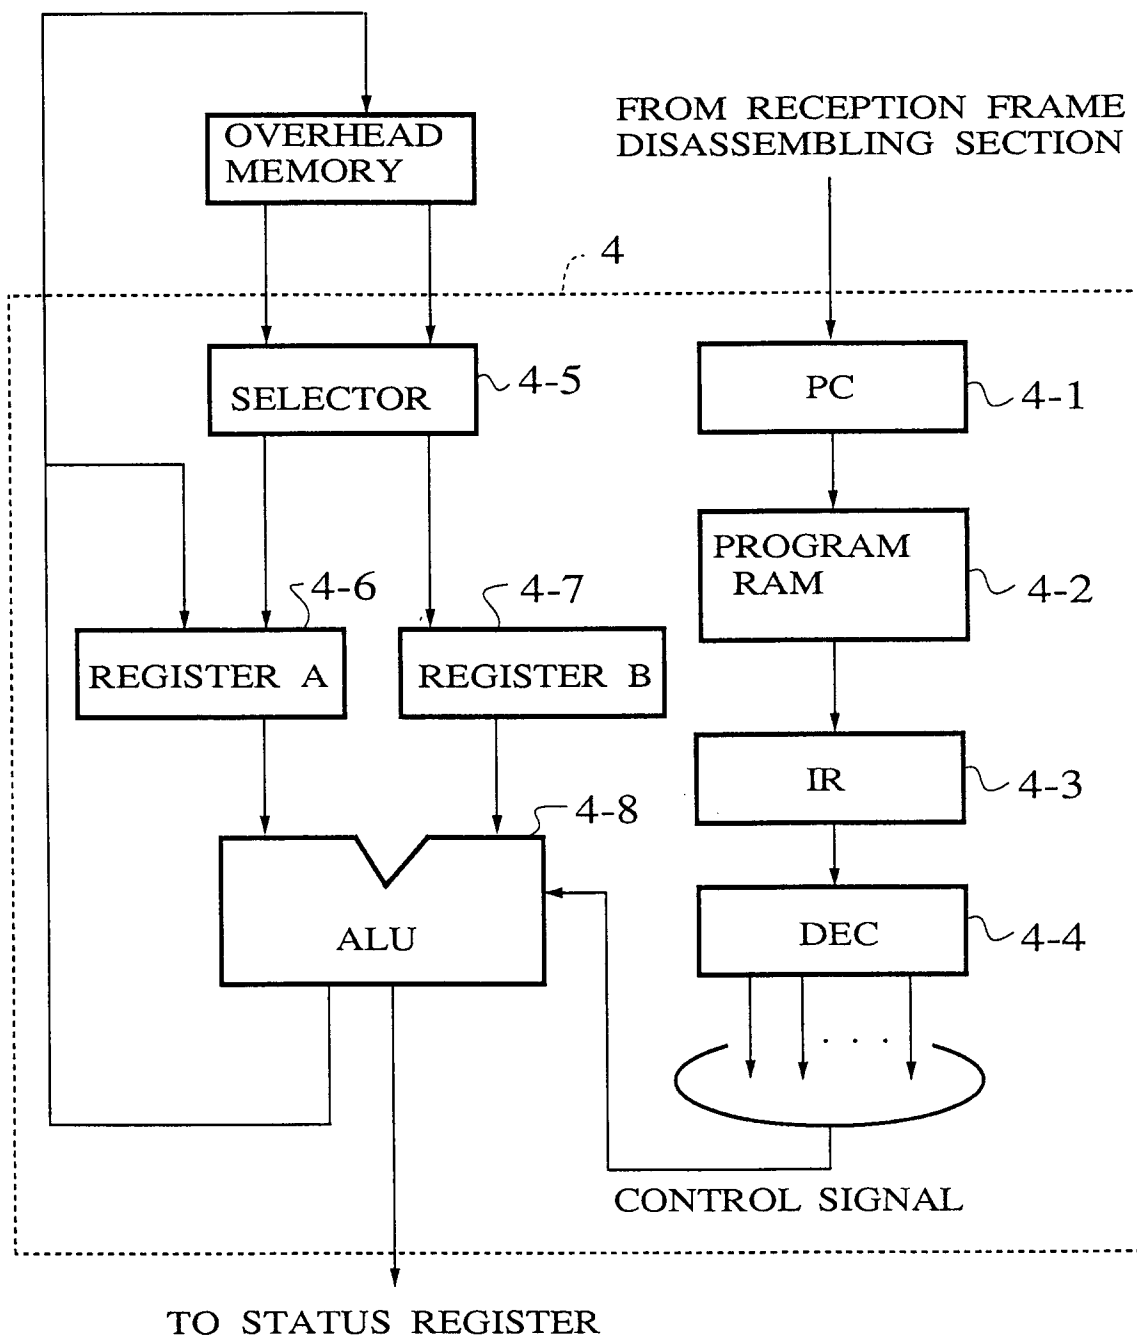 OVERHEAD
MEMORY
FROM RECEPTION FRAME
DISASSEMBLING SECTION
4
SELECTOR
4-5
PC
4-1
PROGRAM
RAM
4-2
4-6
4-7
REGISTER A
REGISTER B
IR
4-3
4-8
ALU
DEC
4-4
. . .
CONTROL SIGNAL
TO STATUS REGISTER